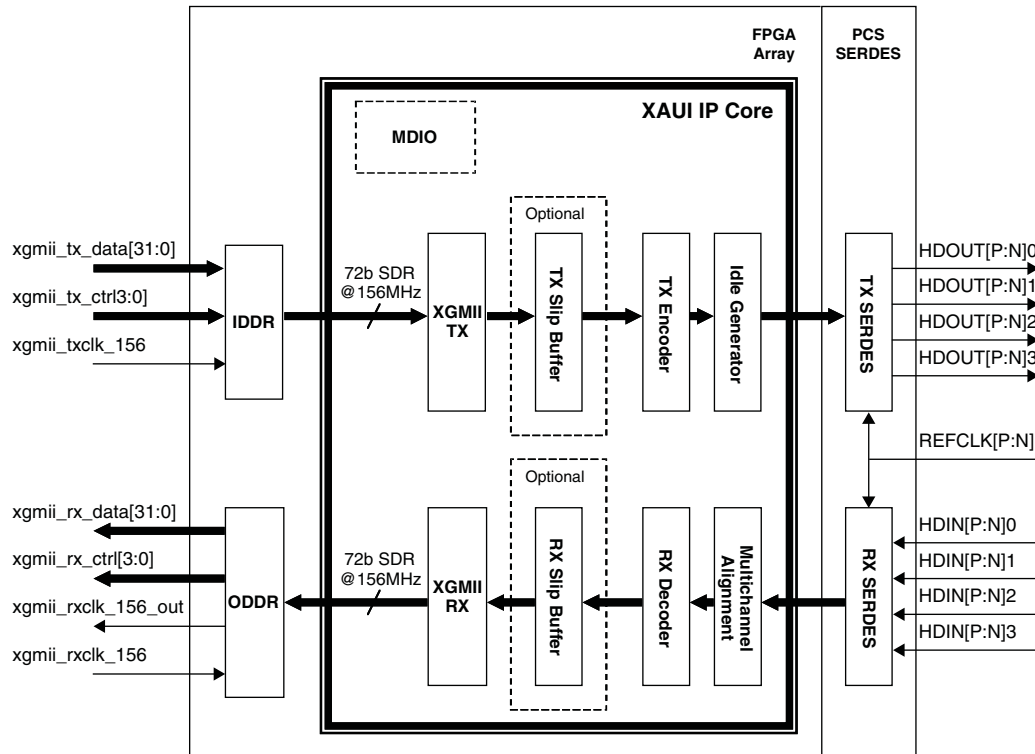 FPGA
Array
PCS
SERDES
XAUI IP Core
MDIO
Optional
xgmii_tx_data[31:0]
xgmii_tx_ctrl3:0]
xgmii_txclk_156
IDDR
72b SDR
@156MHz
XGMII
TX
TX Slip Buffer
TX Encoder
Idle Generator
TX SERDES
HDOUT[P:N]0
HDOUT[P:N]1
HDOUT[P:N]2
HDOUT[P:N]3
REFCLK[P:N]
Optional
xgmii_rx_data[31:0]
xgmii_rx_ctrl[3:0]
xgmii_rxclk_156_out
xgmii_rxclk_156
ODDR
72b SDR
@156MHz
XGMII
RX
RX Slip Buffer
RX Decoder
Multichannel
Alignment
RX SERDES
HDIN[P:N]0
HDIN[P:N]1
HDIN[P:N]2
HDIN[P:N]3